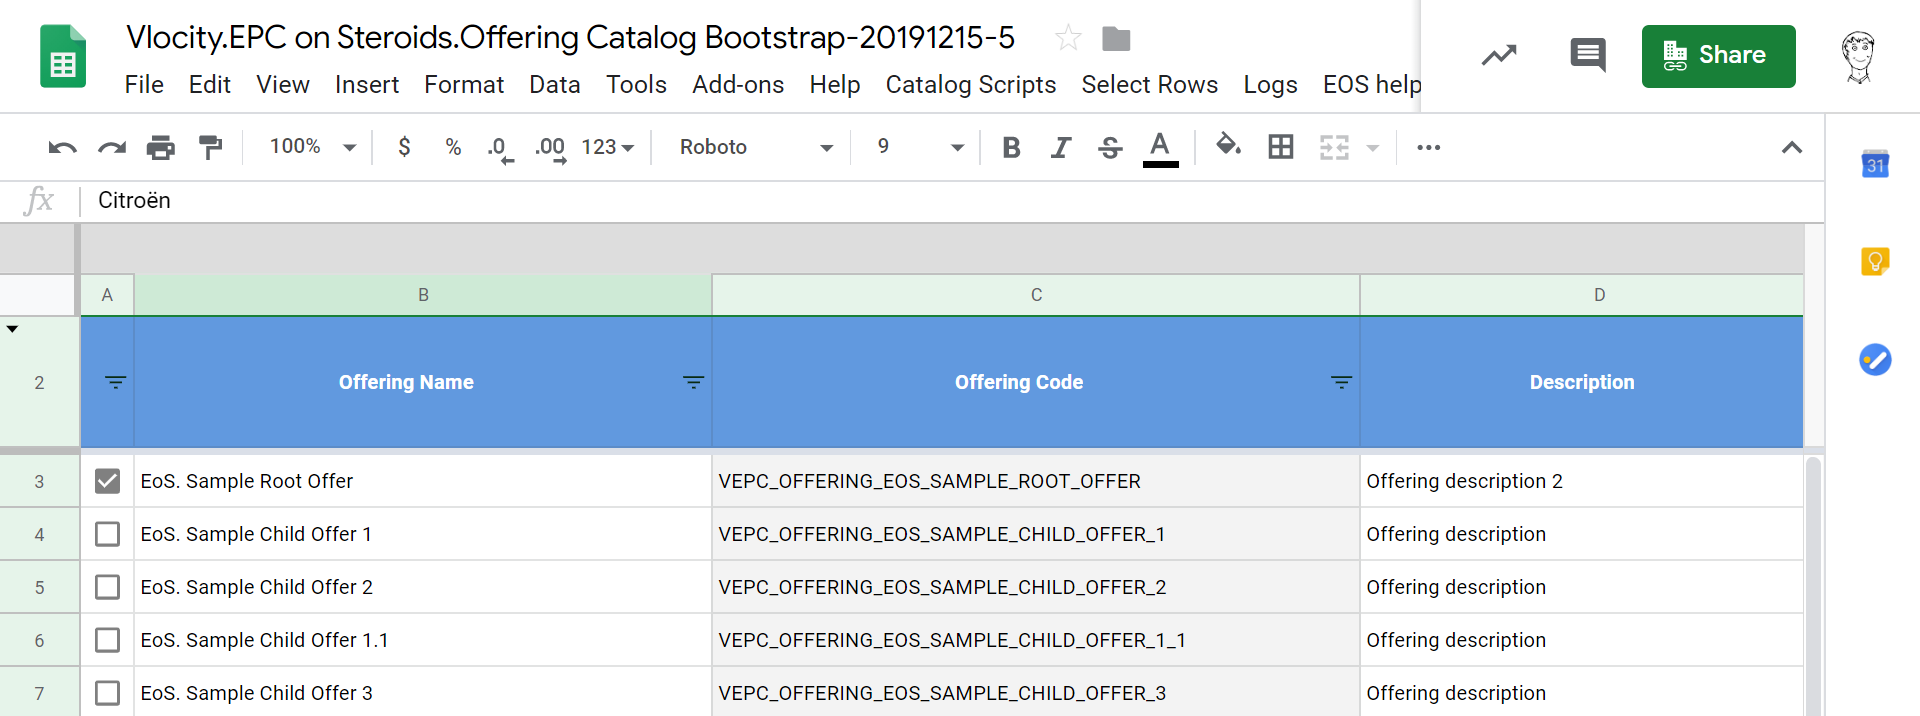 Vlocity.EPC on Steroids.Offering Catalog Bootstrap-20191215-5
File Edit View Insert Format Data Tools Add-ons Help Catalog Scripts Select Rows Logs EOS help
Share
100% $ % .0 .00 123 Roboto 9 B I S A
31
fx Citroën
A B C D
2 Offering Name Offering Code Description
3 EoS. Sample Root Offer VEPC_OFFERING_EOS_SAMPLE_ROOT_OFFER Offering description 2
4 EoS. Sample Child Offer 1 VEPC_OFFERING_EOS_SAMPLE_CHILD_OFFER_1 Offering description
5 EoS. Sample Child Offer 2 VEPC_OFFERING_EOS_SAMPLE_CHILD_OFFER_2 Offering description
6 EoS. Sample Child Offer 1.1 VEPC_OFFERING_EOS_SAMPLE_CHILD_OFFER_1_1 Offering description
7 EoS. Sample Child Offer 3 VEPC_OFFERING_EOS_SAMPLE_CHILD_OFFER_3 Offering description